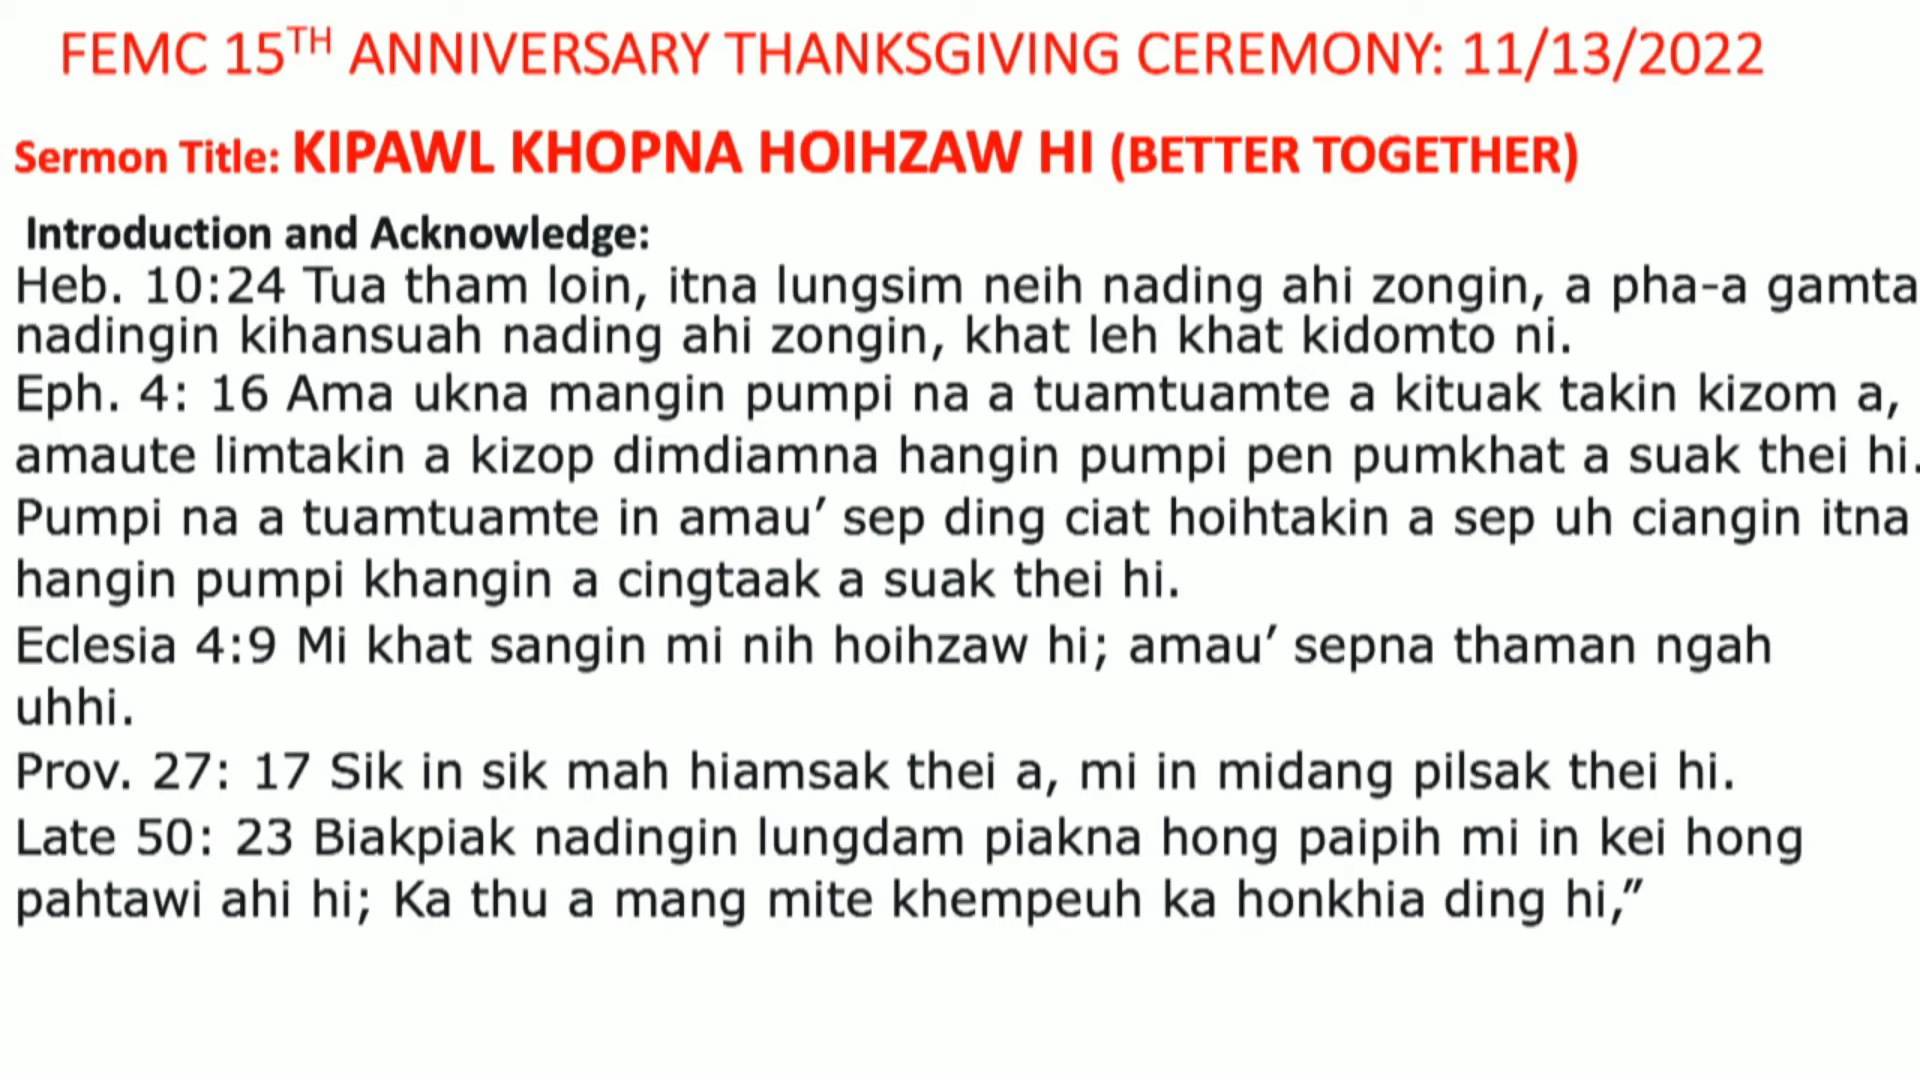 FEMC 15TH ANNIVERSARY THANKSGIVING CEREMONY: 11/13/2022
Sermon Title: KIPAWL KHOPNA HOIHZAW HI (BETTER TOGETHER)
Introduction and Acknowledge:
Heb. 10:24 Tua tham loin, itna lungsim neih nading ahi zongin, a pha-a gamta
nadingin kihansuah nading ahi zongin, khat leh khat kidomto ni.
Eph. 4: 16 Ama ukna mangin pumpi na a tuamtuamte a kituak takin kizom a,
amaute limtakin a kizop dimdiamna hangin pumpi pen pumkhat a suak thei hi.
Pumpi na a tuamtuamte in amau’ sep ding ciat hoihtakin a sep uh ciangin itna
hangin pumpi khangin a cingtaak a suak thei hi.
Eclesia 4:9 Mi khat sangin mi nih hoihzaw hi; amau’ sepna thaman ngah
uhhi.
Prov. 27: 17 Sik in sik mah hiamsak thei a, mi in midang pilsak thei hi.
Late 50: 23 Biakpiak nadingin lungdam piakna hong paipih mi in kei hong
pahtawi ahi hi; Ka thu a mang mite khempeuh ka honkhia ding hi,”